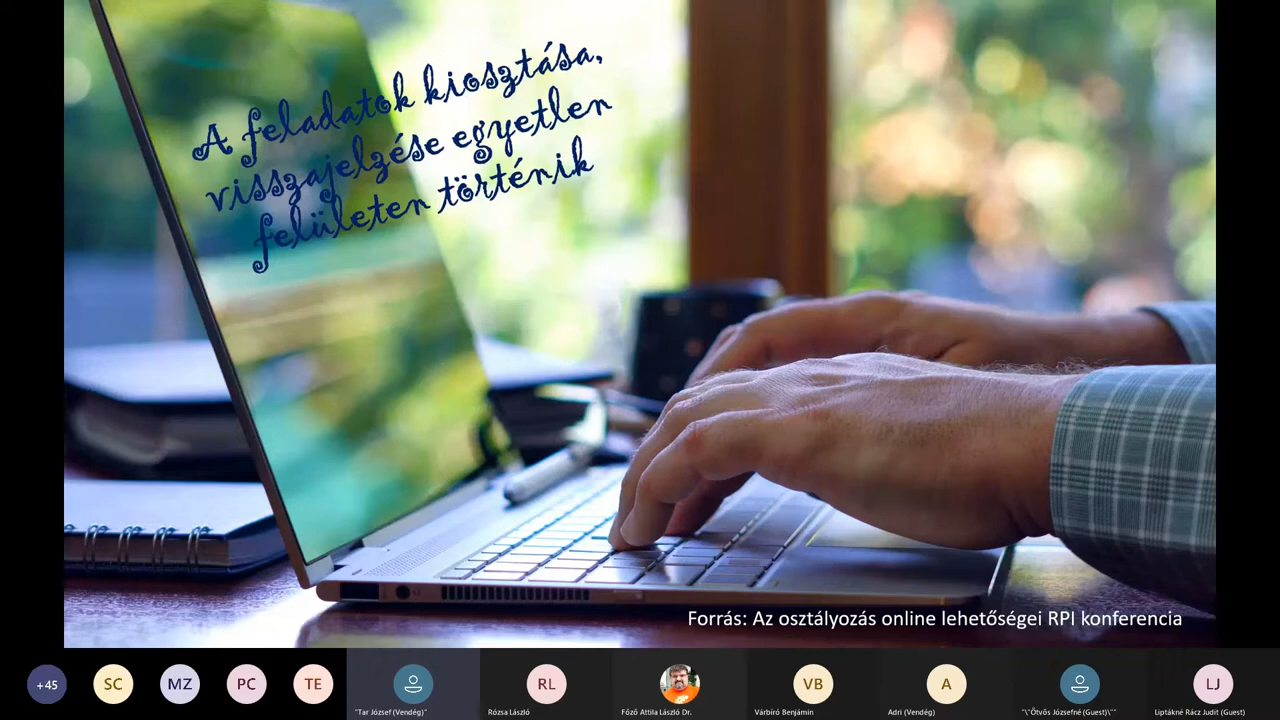 A feladatok kiosztása,
visszajelzése egyetlen
felületen történik
Forrás: Az osztályozás online lehetőségei RPI konferencia
+45
SC
MZ
PC
TE
"Tar József (Vendég)"
RL
Rózsa László
Főző Attila László Dr.
VB
Várbíró Benjámin
A
Adri (Vendég)
"\"Ötvös Józsefné (Guest)\""
LJ
Liptákné Rácz Judit (Guest)